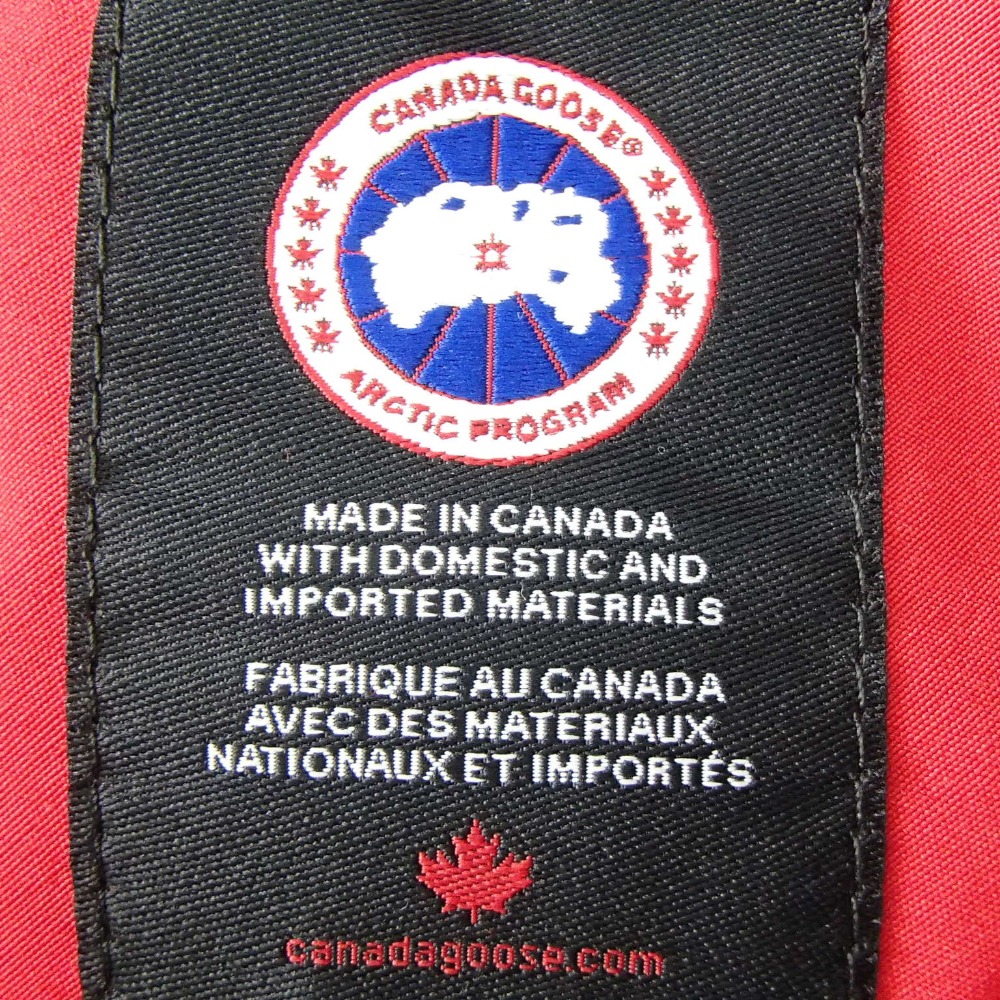 CANADA GOOSE®
ARCTIC PROGRAM
MADE IN CANADA
WITH DOMESTIC AND
IMPORTED MATERIALS
FABRIQUE AU CANADA
AVEC DES MATERIAUX
NATIONAUX ET IMPORTÉS
canadagoose.com